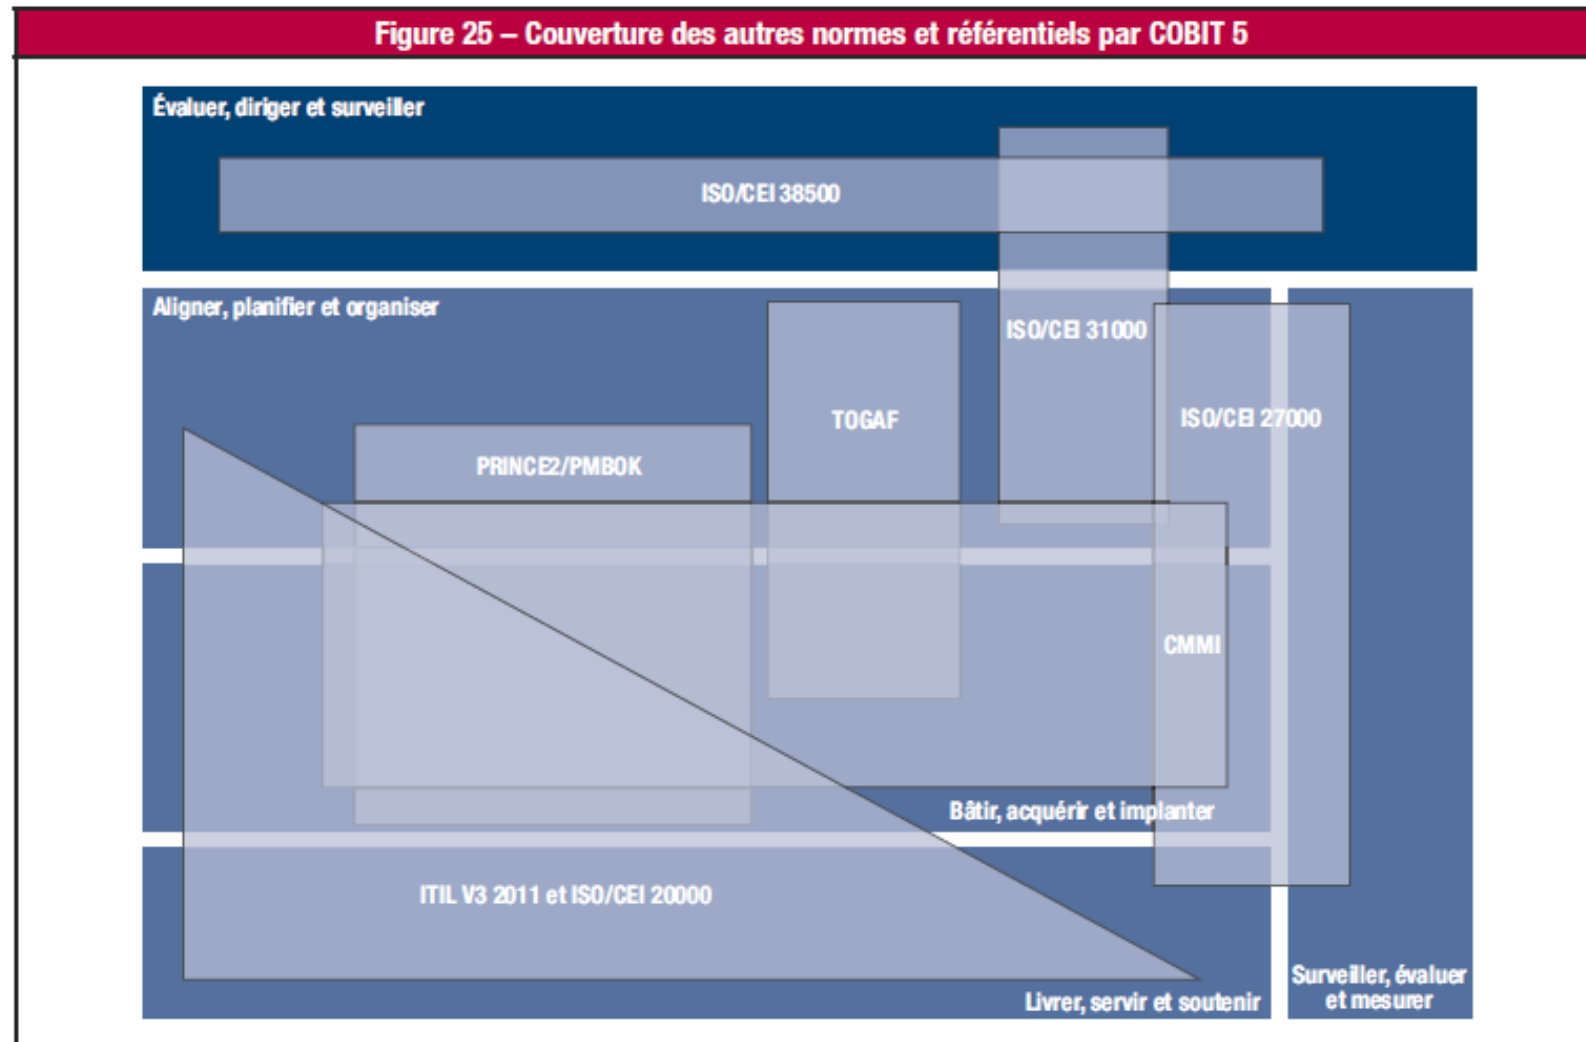 Figure 25 – Couverture des autres normes et référentiels par COBIT 5
Évaluer, diriger et surveiller
ISO/CEI 38500
Aligner, planifier et organiser
ISO/CEI 31000
TOGAF
ISO/CEI 27000
PRINCE2/PMBOK
CMMI
Bâtir, acquérir et implanter
ITIL V3 2011 et ISO/CEI 20000
Livrer, servir et soutenir
Surveiller, évaluer
et mesurer